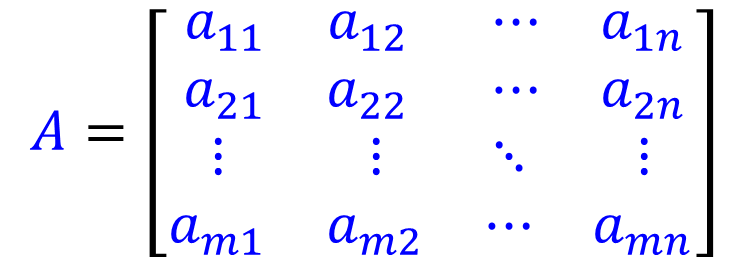 a₁₁ a₁₂ ⋯ a₁ₙ
a₂₁ a₂₂ ⋯ a₂ₙ
A = ⋮ ⋮ ⋱ ⋮
aₘ₁ aₘ₂ ⋯ aₘₙ